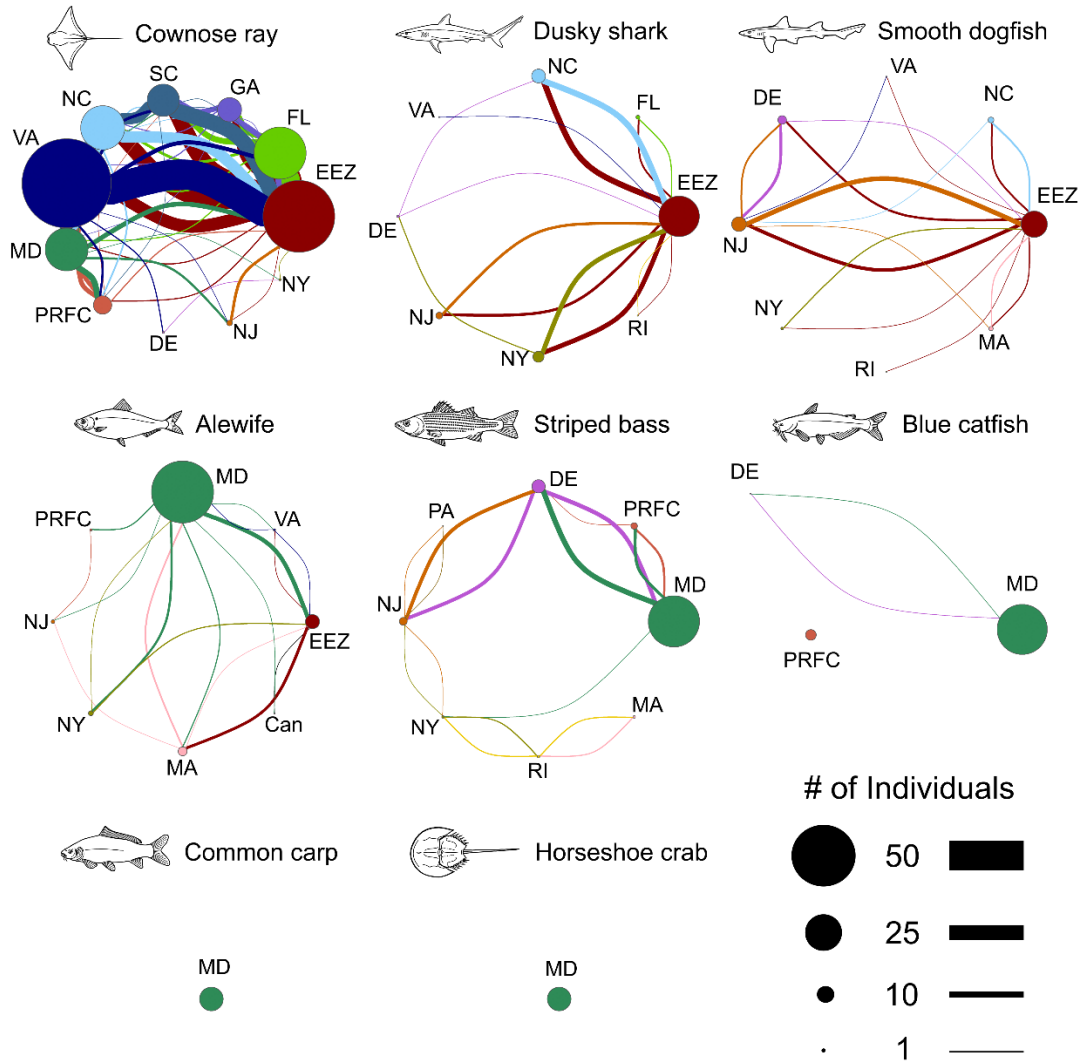 Cownose ray
SC
GA
NC
FL
VA
EEZ
MD
NY
PRFC
NJ
DE
Dusky shark
NC
FL
VA
EEZ
DE
NJ
RI
NY
Smooth dogfish
VA
DE
NC
EEZ
NJ
NY
MA
RI
Alewife
MD
PRFC
VA
NJ
EEZ
NY
Can
MA
Striped bass
DE
PA
PRFC
MD
NJ
NY
MA
RI
Blue catfish
DE
MD
PRFC
Common carp
MD
Horseshoe crab
MD
# of Individuals
50
25
10
1